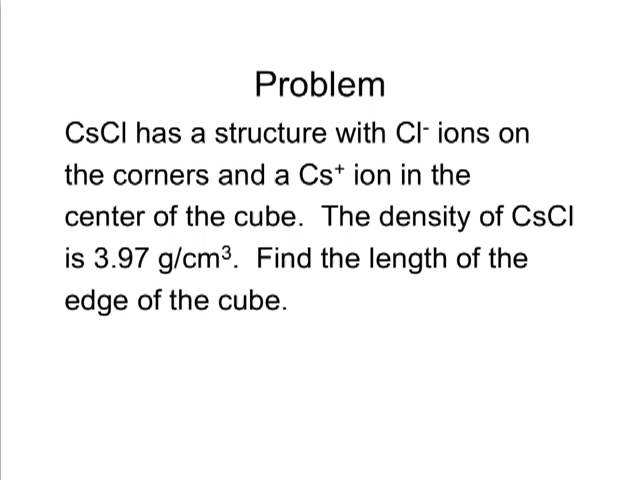 Problem
CsCl has a structure with Cl⁻ ions on
the corners and a Cs⁺ ion in the
center of the cube.  The density of CsCl
is 3.97 g/cm³.  Find the length of the
edge of the cube.